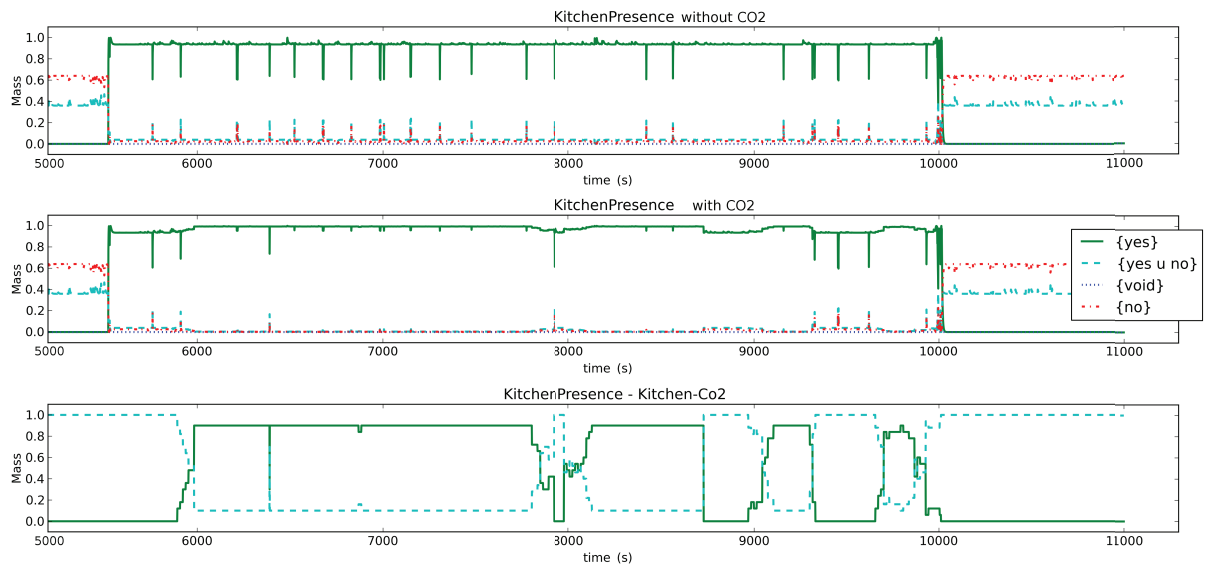 KitchenPresence without CO2
1.0
0.8
0.6
0.4
0.2
0.0
Mass
5000 6000 7000 3000 9000 10000 11000
time (s)
KitchenPresence with CO2
1.0
0.8
0.6
0.4
0.2
0.0
Mass
{yes}
{yes u no}
{void}
{no}
5000 6000 7000 3000 9000 10000 11000
time (s)
KitchenPresence - Kitchen-Co2
1.0
0.8
0.6
0.4
0.2
0.0
Mass
5000 6000 7000 3000 9000 10000 11000
time (s)